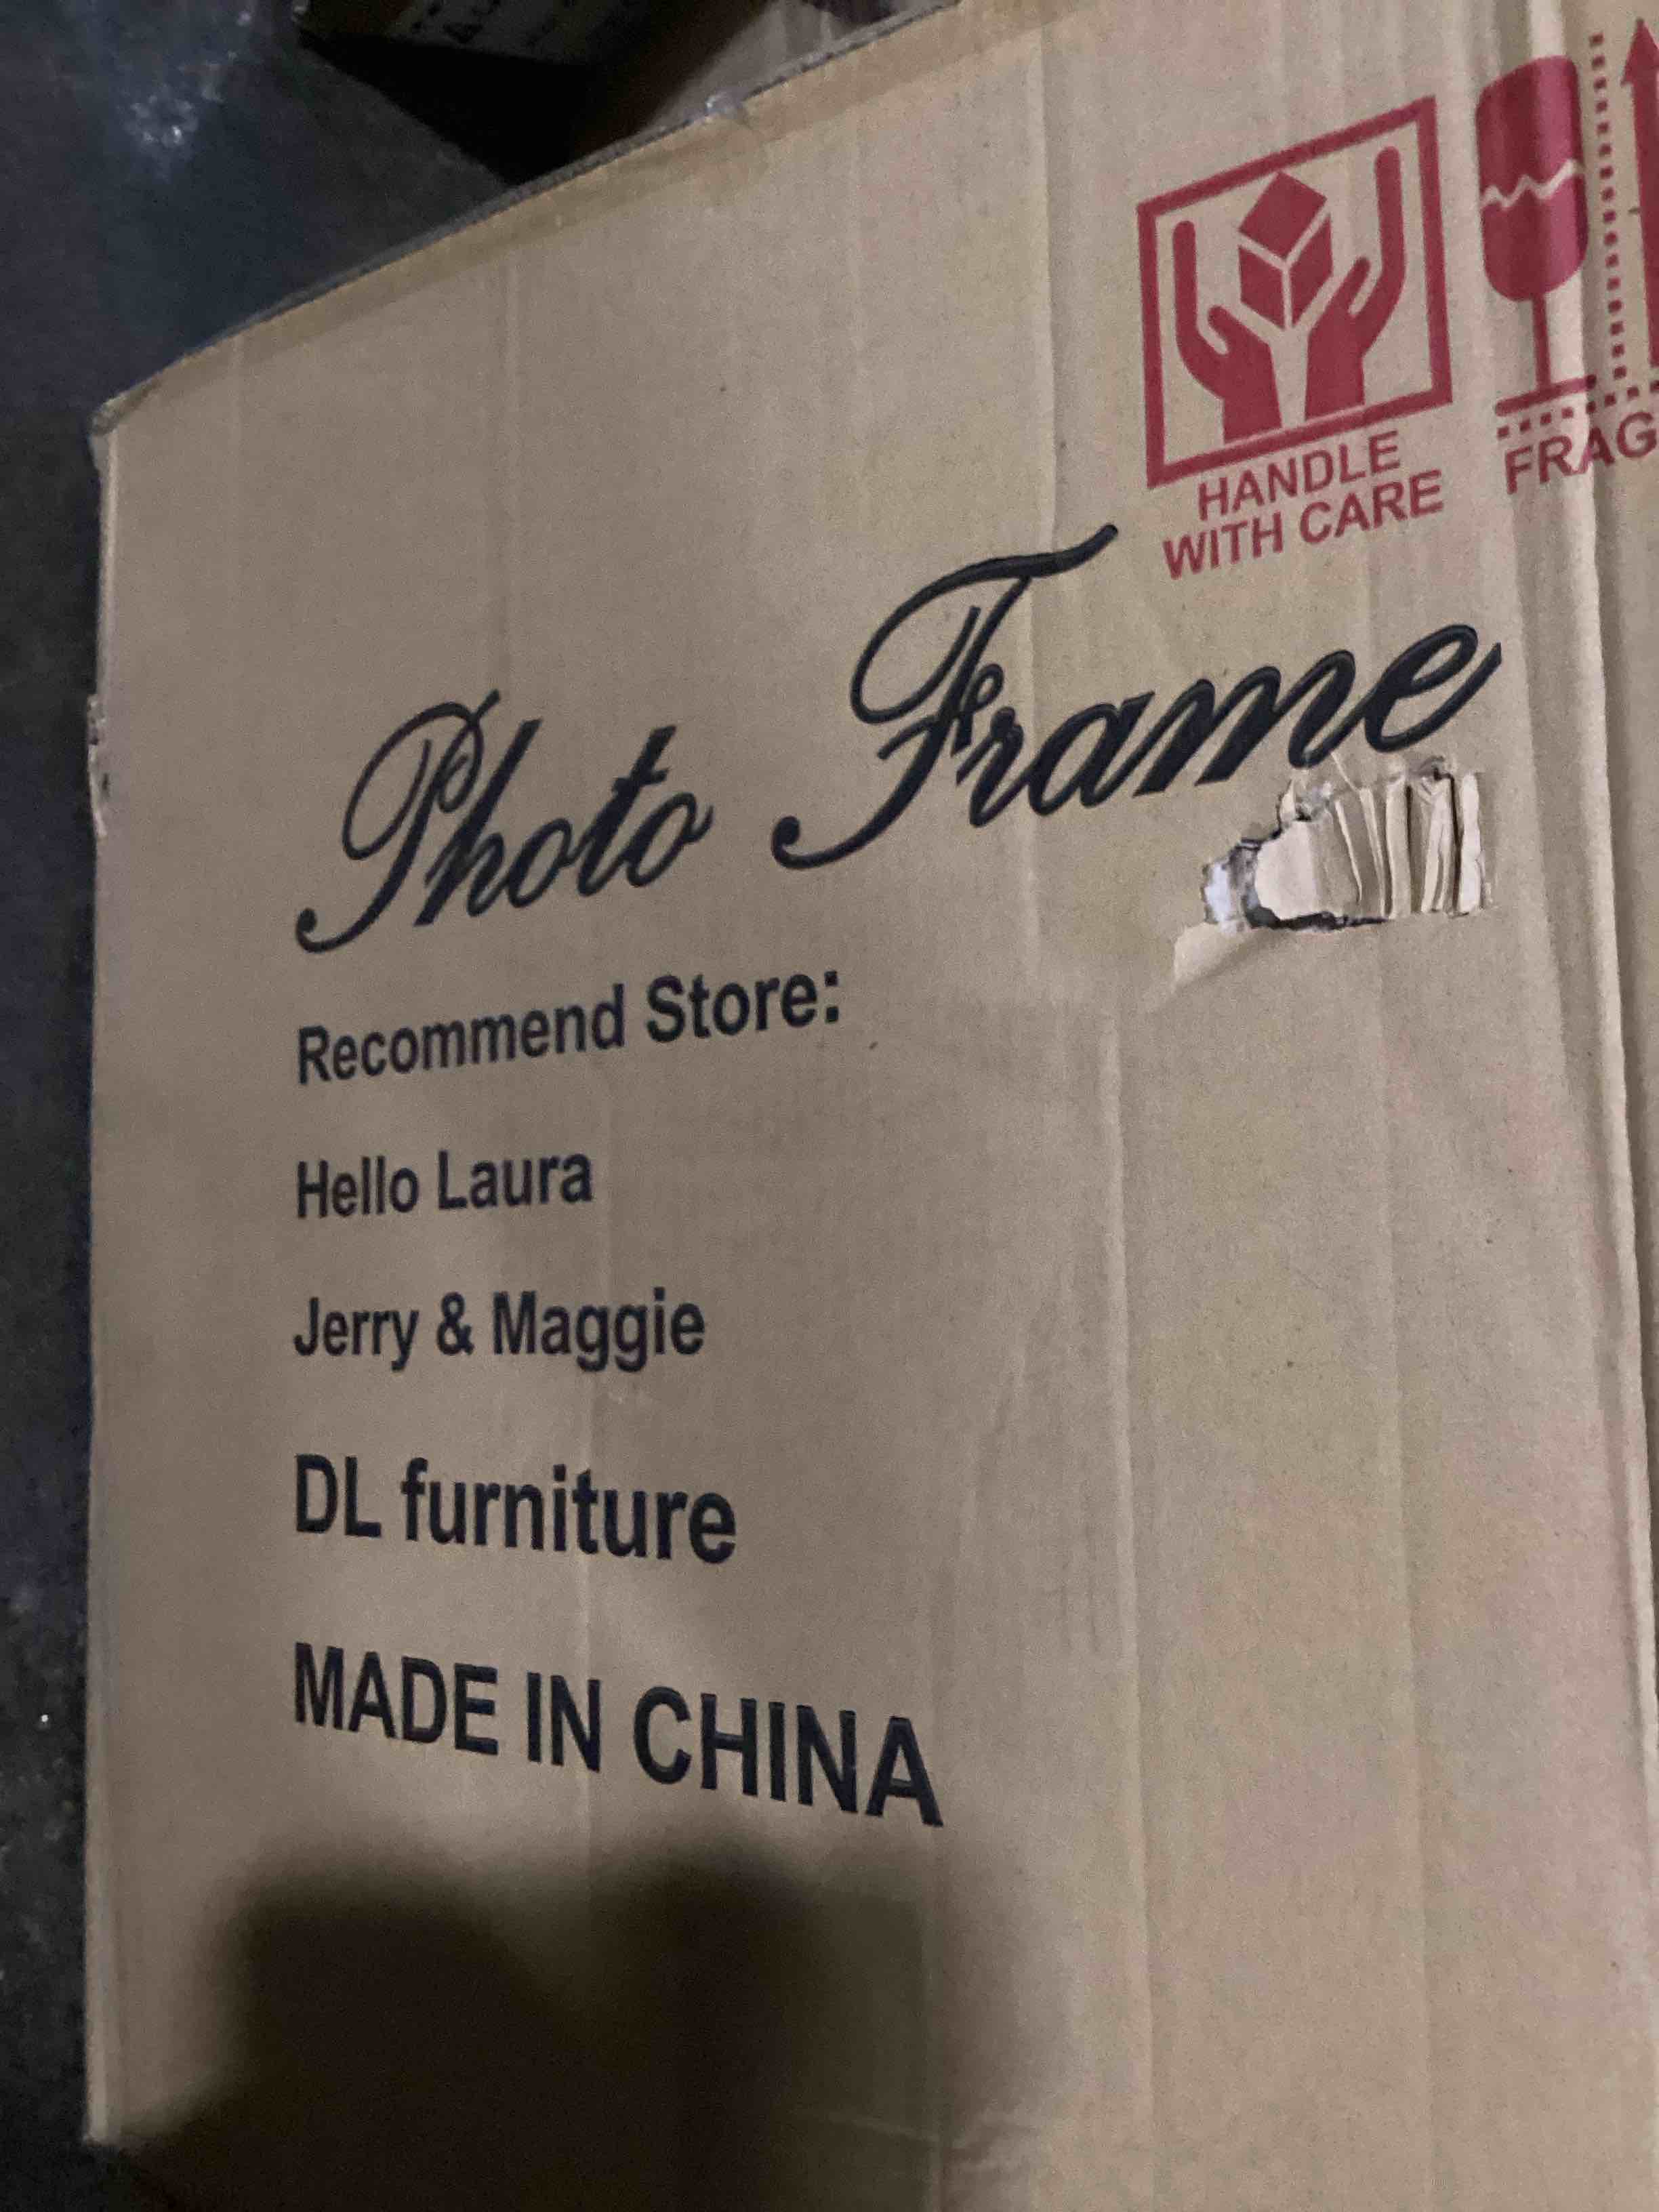 HANDLE
WITH CARE
FRAG
Photo Frame
Recommend Store:
Hello Laura
Jerry & Maggie
DL furniture
MADE IN CHINA